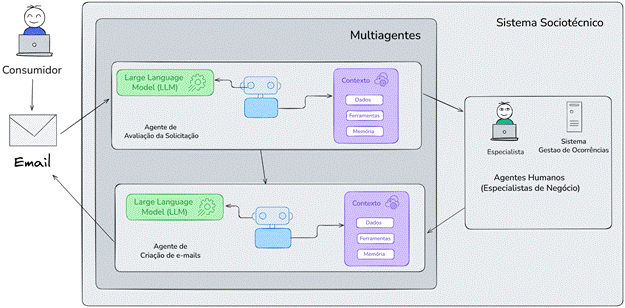 Sistema Sociotécnico
Multiagentes
Consumidor
Email
Large Language
Model (LLM)
Agente de
Avaliação da Solicitação
Contexto
Dados
Ferramentas
Memória
Large Language
Model (LLM)
Agente de
Criação de e-mails
Contexto
Dados
Ferramentas
Memória
Especialista
Sistema
Gestao de Ocorrências
Agentes Humanos
(Especialistas de Negócio)